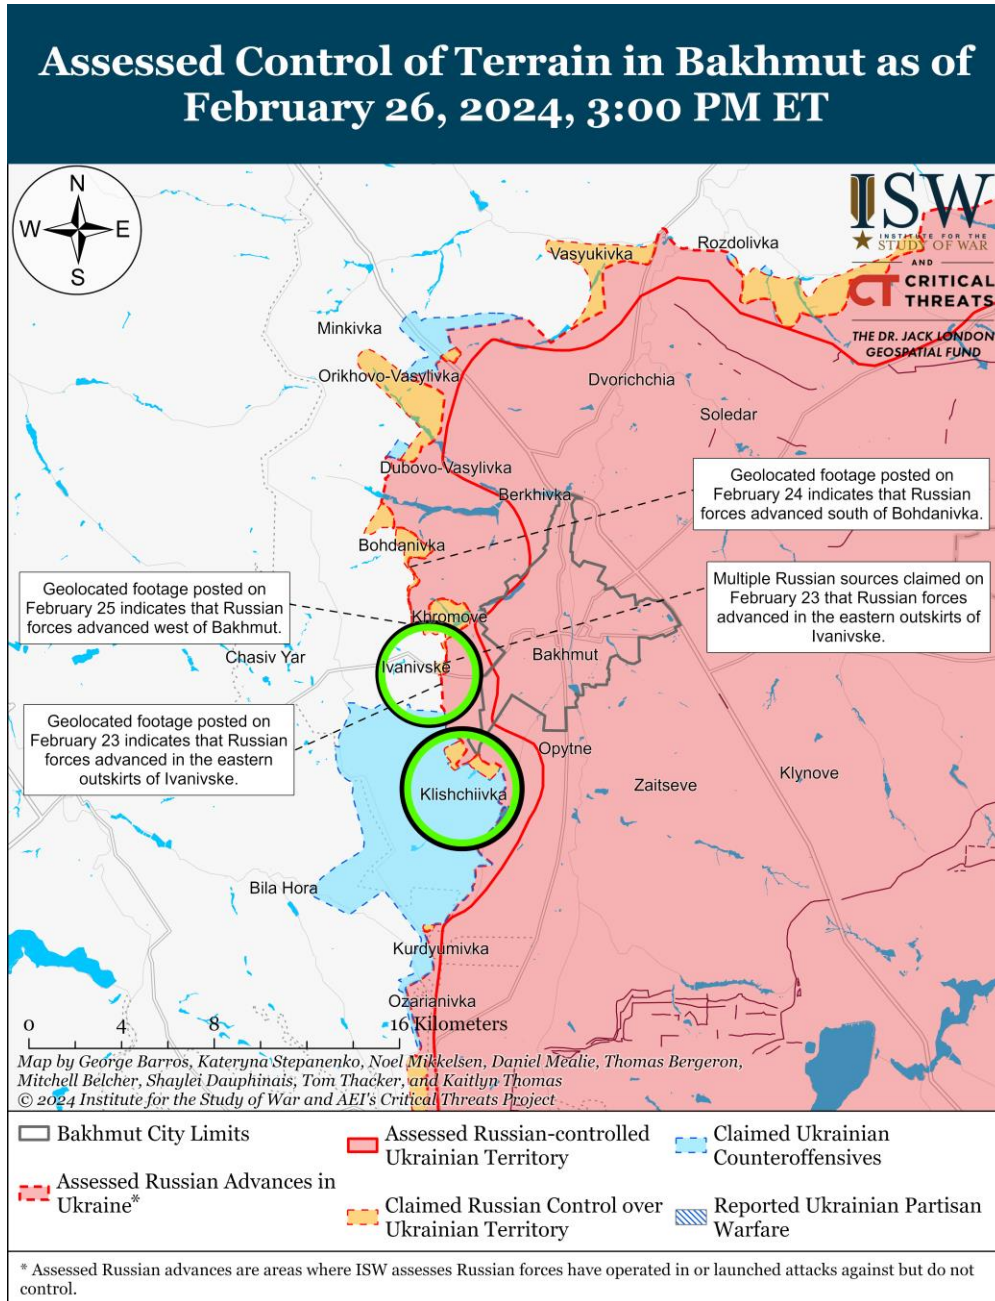 Assessed Control of Terrain in Bakhmut as of
February 26, 2024, 3:00 PM ET
N
W
E
S
ISW
INSTITUTE FOR THE
STUDY OF WAR
AND
CT CRITICAL
THREATS
THE DR. JACK LONDON
GEOSPATIAL FUND
Rozdolivka
Vasyukivka
Minkivka
Orikhovo-Vasylivka
Dvorichchia
Soledar
Dubovo-Vasylivka
Berkhivka
Geolocated footage posted on
February 24 indicates that Russian
forces advanced south of Bohdanivka.
Bohdanivka
Geolocated footage posted on
February 25 indicates that Russian
forces advanced west of Bakhmut.
Multiple Russian sources claimed on
February 23 that Russian forces
advanced in the eastern outskirts of
Ivanivske.
Khromove
Chasiv Yar
Ivanivske
Bakhmut
Geolocated footage posted on
February 23 indicates that Russian
forces advanced in the eastern
outskirts of Ivanivske.
Opytne
Zaitseve
Klynove
Klishchiivka
Bila Hora
Kurdyumivka
Ozarianivka
0 4 8 16 Kilometers
Map by George Barros, Kateryna Stepanenko, Noel Mikkelsen, Daniel Mealie, Thomas Bergeron,
Mitchell Belcher, Shaylei Dauphinais, Tom Thacker, and Kaitlyn Thomas
© 2024 Institute for the Study of War and AEI's Critical Threats Project
Bakhmut City Limits
Assessed Russian Advances in
Ukraine*
Assessed Russian-controlled
Ukrainian Territory
Claimed Russian Control over
Ukrainian Territory
Claimed Ukrainian
Counteroffensives
Reported Ukrainian Partisan
Warfare
* Assessed Russian advances are areas where ISW assesses Russian forces have operated in or launched attacks against but do not
control.